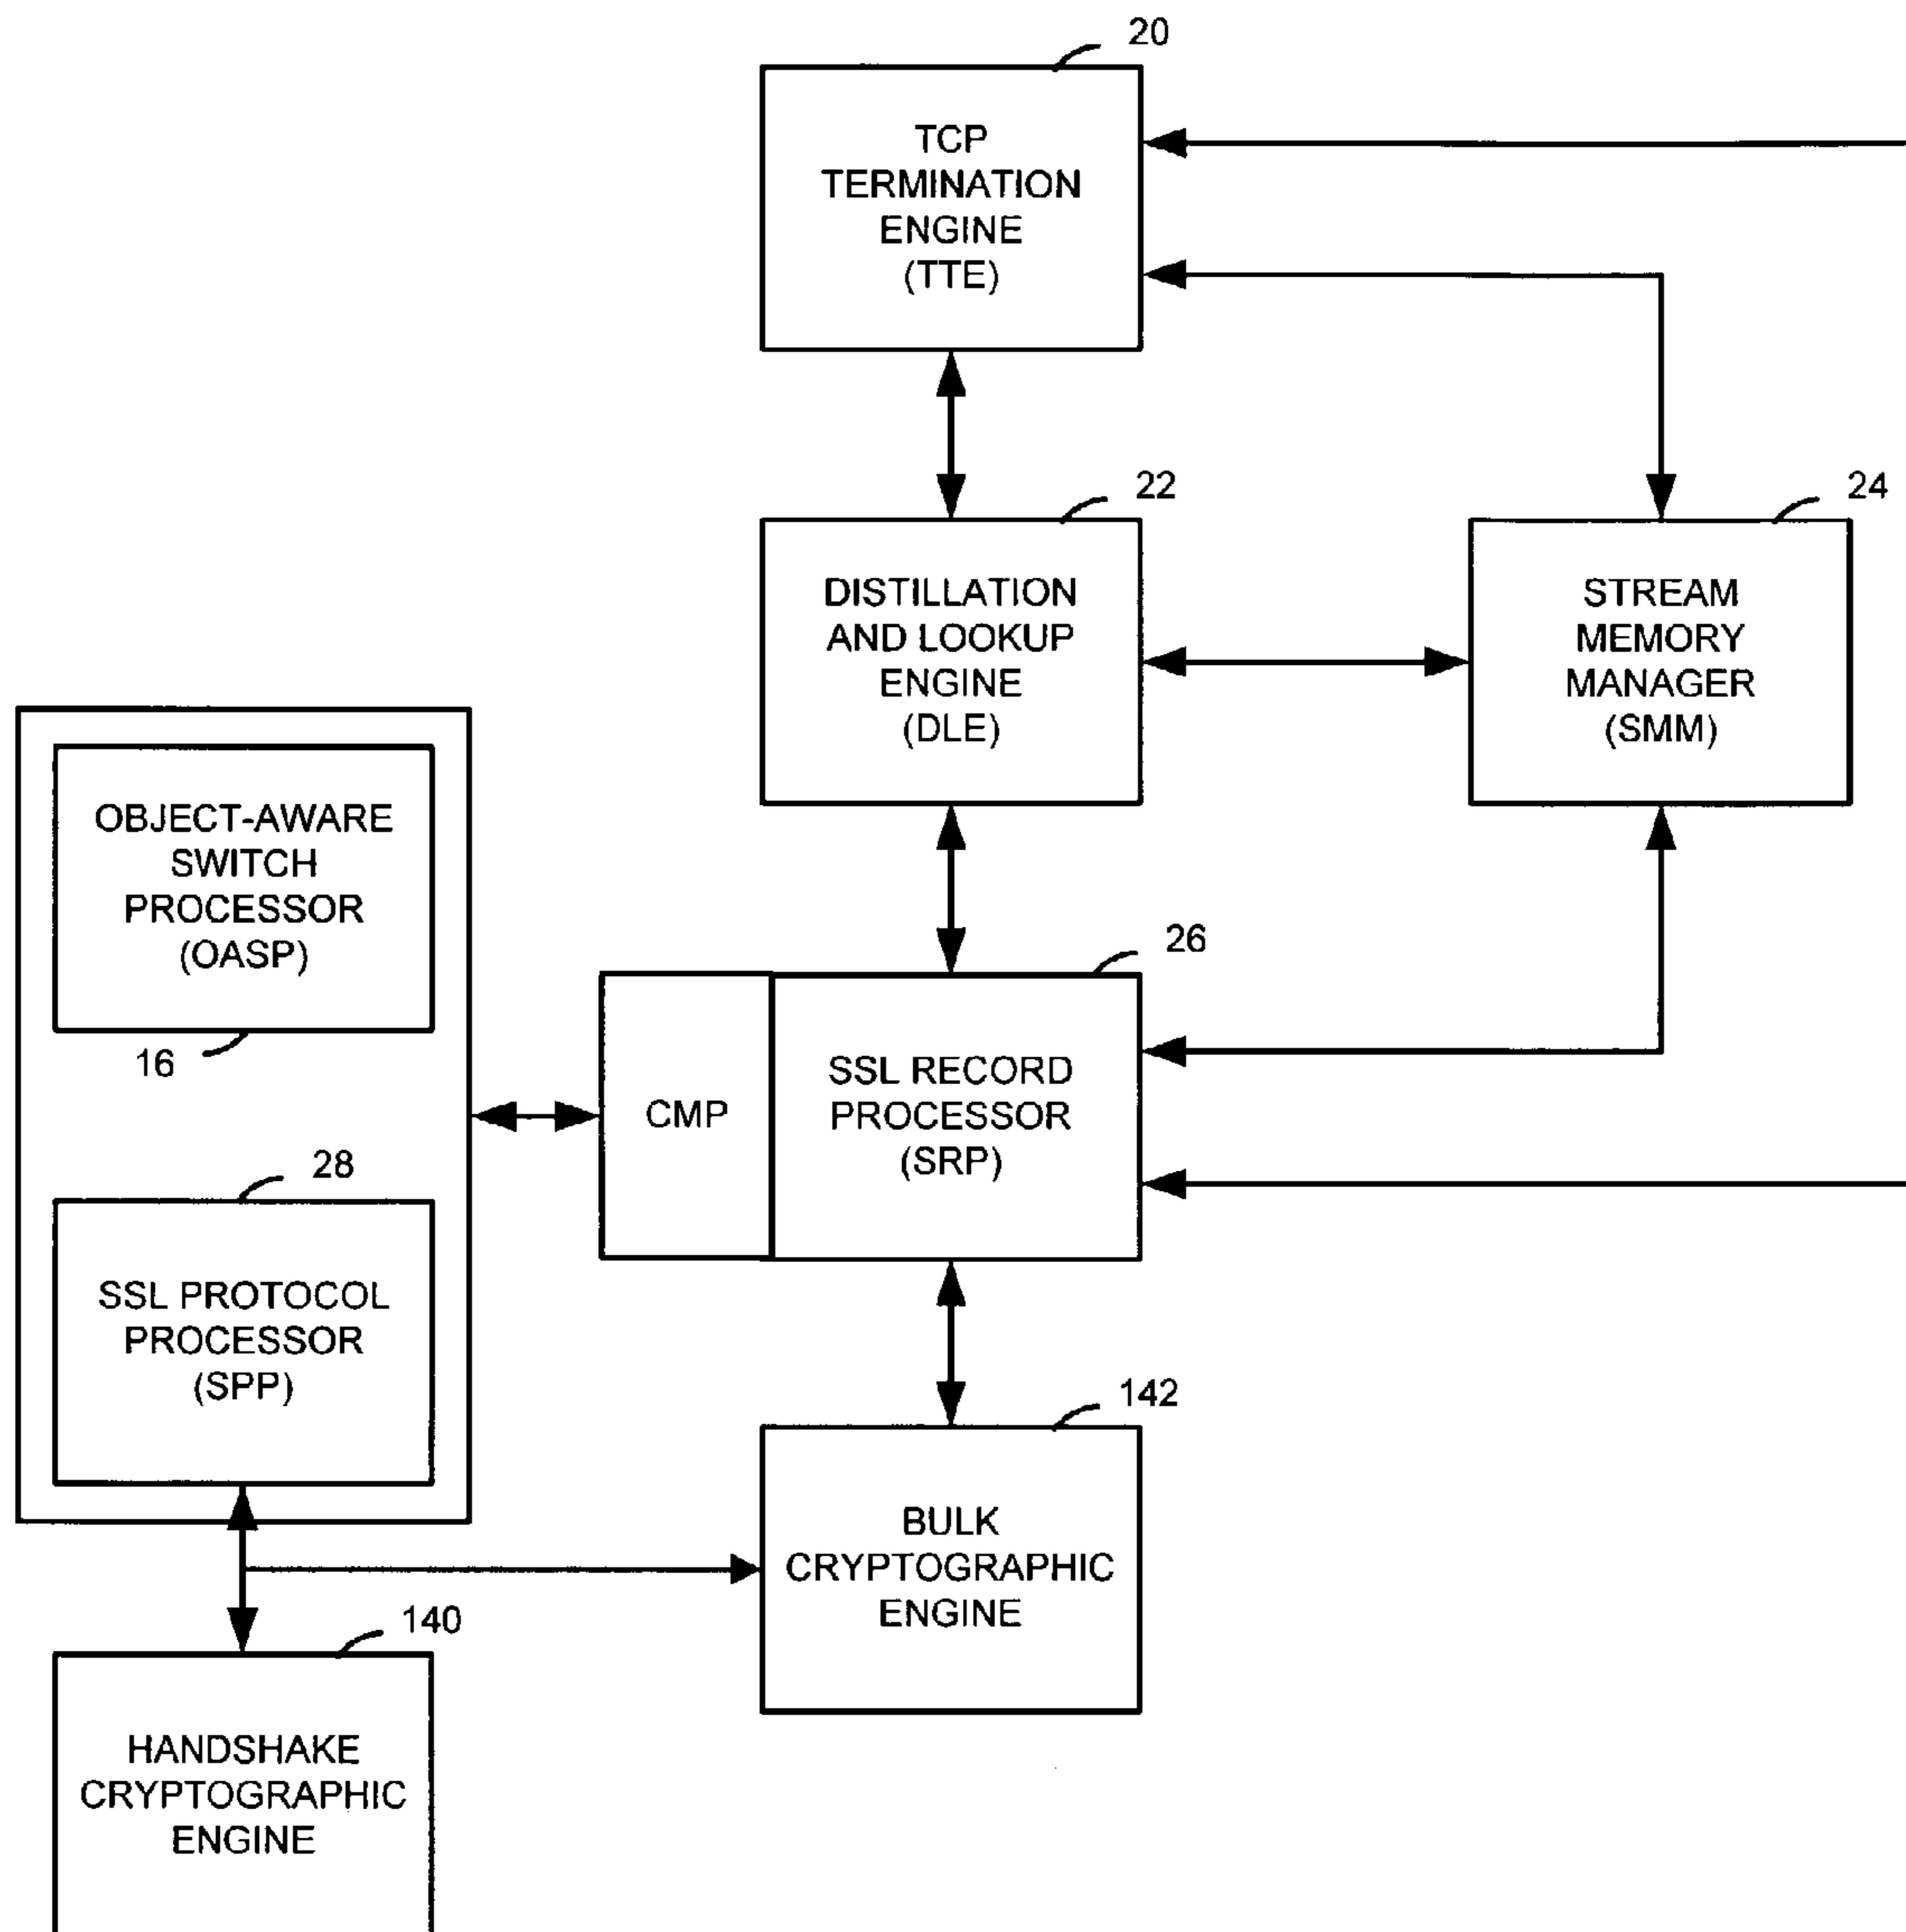 20
TCP
TERMINATION
ENGINE
(TTE)
22
DISTILLATION
AND LOOKUP
ENGINE
(DLE)
24
STREAM
MEMORY
MANAGER
(SMM)
OBJECT-AWARE
SWITCH
PROCESSOR
(OASP)
16
26
CMP
SSL RECORD
PROCESSOR
(SRP)
28
SSL PROTOCOL
PROCESSOR
(SPP)
142
BULK
CRYPTOGRAPHIC
ENGINE
140
HANDSHAKE
CRYPTOGRAPHIC
ENGINE